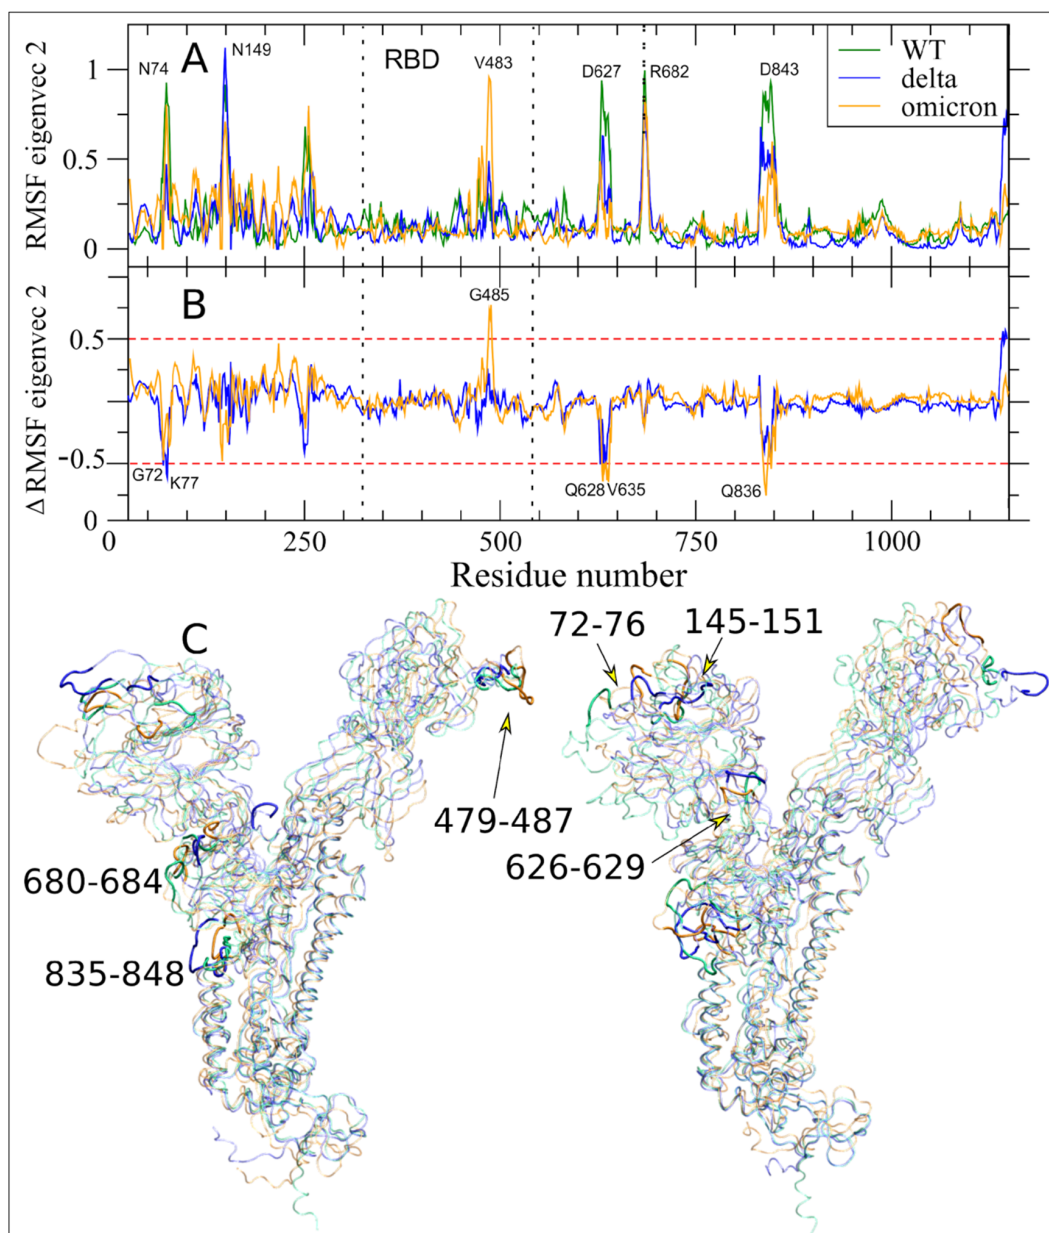 RMSF eigenvec 2
A
N74
N149
RBD
V483
D627
R682
D843
WT
delta
omicron
1
0.5
0
Δ RMSF eigenvec 2
B
G485
0.5
-0.5
G72
K77
Q628
V635
Q836
0
0
250
500
750
1000
Residue number
C
72-76
145-151
479-487
626-629
680-684
835-848